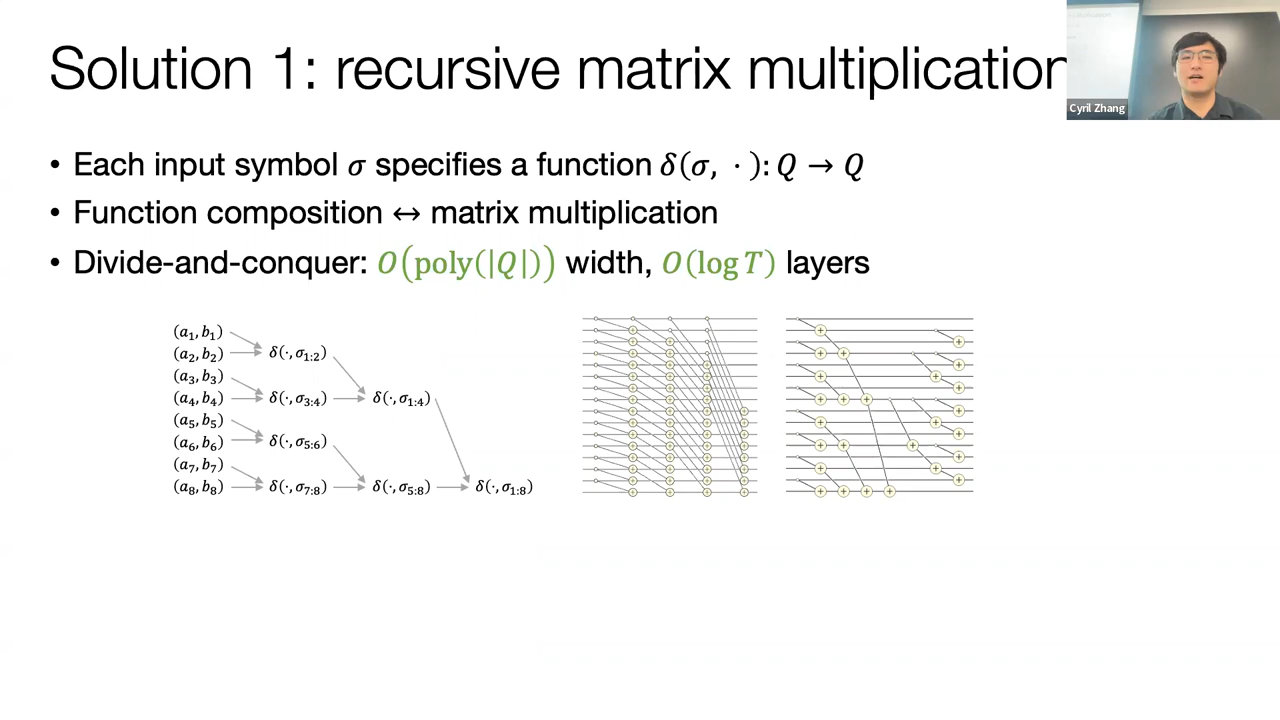 Solution 1: recursive matrix multiplication
Cyril Zhang
• Each input symbol σ specifies a function δ(σ, ·): Q → Q
• Function composition ↔ matrix multiplication
• Divide-and-conquer: O(poly(|Q|)) width, O(log T) layers
(a₁, b₁)
(a₂, b₂)
δ(·, σ₁:₂)
(a₃, b₃)
(a₄, b₄)
δ(·, σ₃:₄)
δ(·, σ₁:₄)
(a₅, b₅)
(a₆, b₆)
δ(·, σ₅:₆)
(a₇, b₇)
(a₈, b₈)
δ(·, σ₇:₈)
δ(·, σ₅:₈)
δ(·, σ₁:₈)